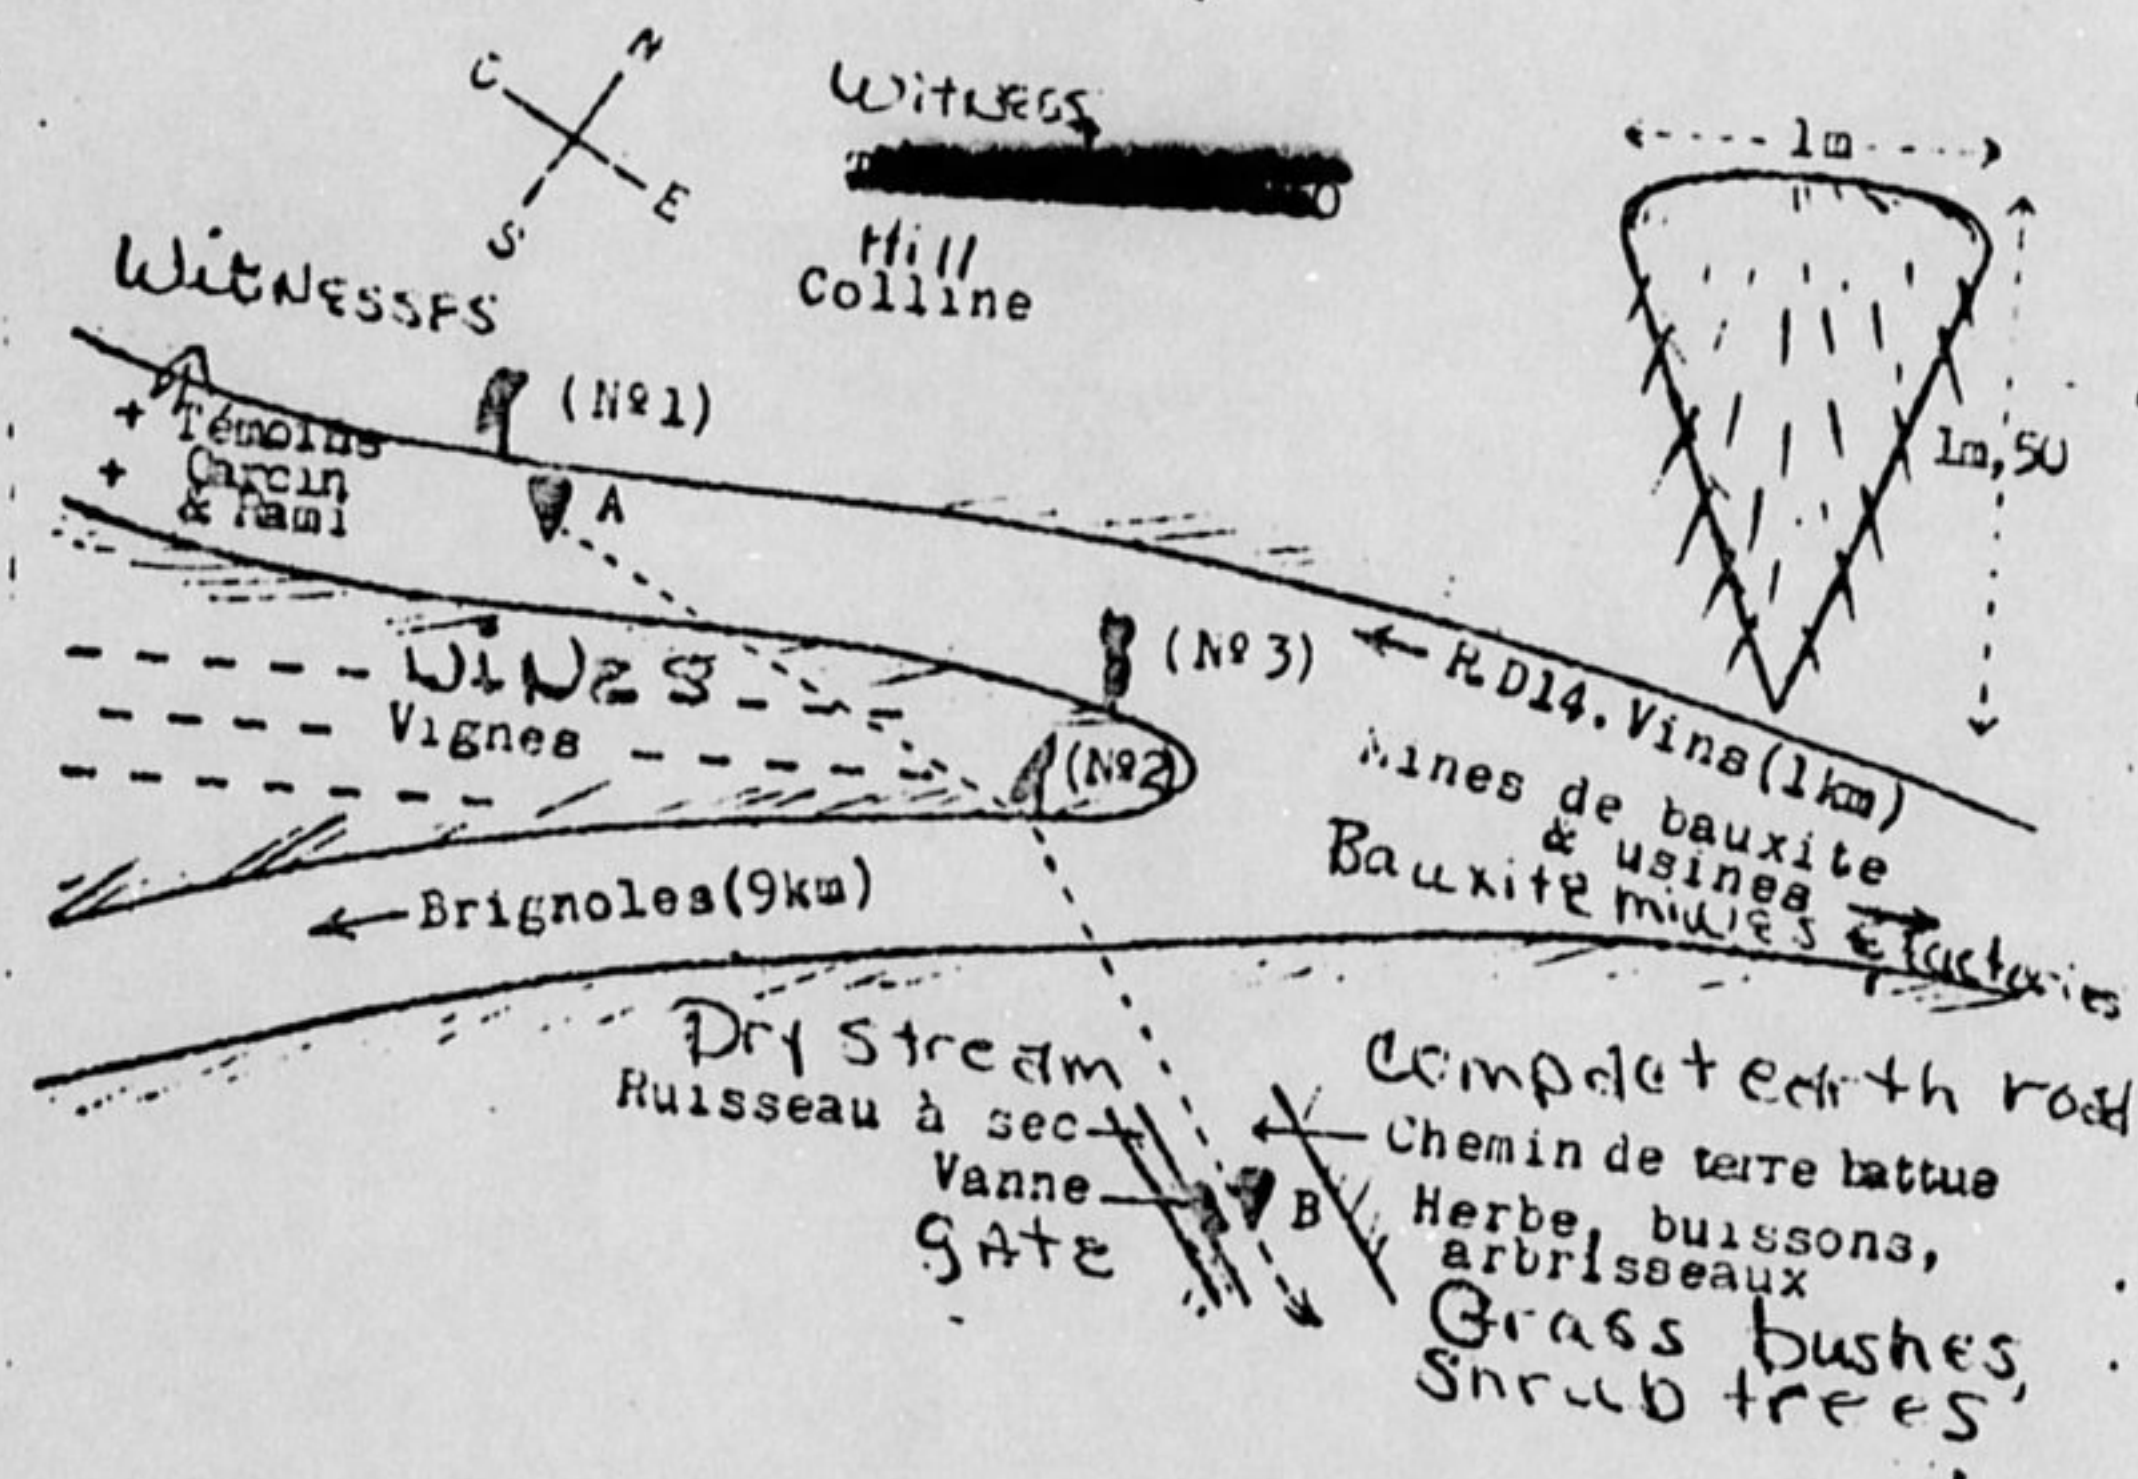 N
C
E
S
WitNEss
O
Hill
Colline
1m
1m,50
WitNESSES
(Nº1)
Témoins
Garcin
& Rami
A
(Nº3)
(Nº2)
WiNES
Vignes
R.D14. Vins(1km)
Mines de bauxite
& usines
Bauxite miNES & factories
Brignoles(9km)
Dry stream
Ruisseau à sec
Vanne
gAtE
B
Compact earth road
Chemin de terre battue
Herbe, buissons,
arbrisseaux
Grass bushes,
Shrub trees